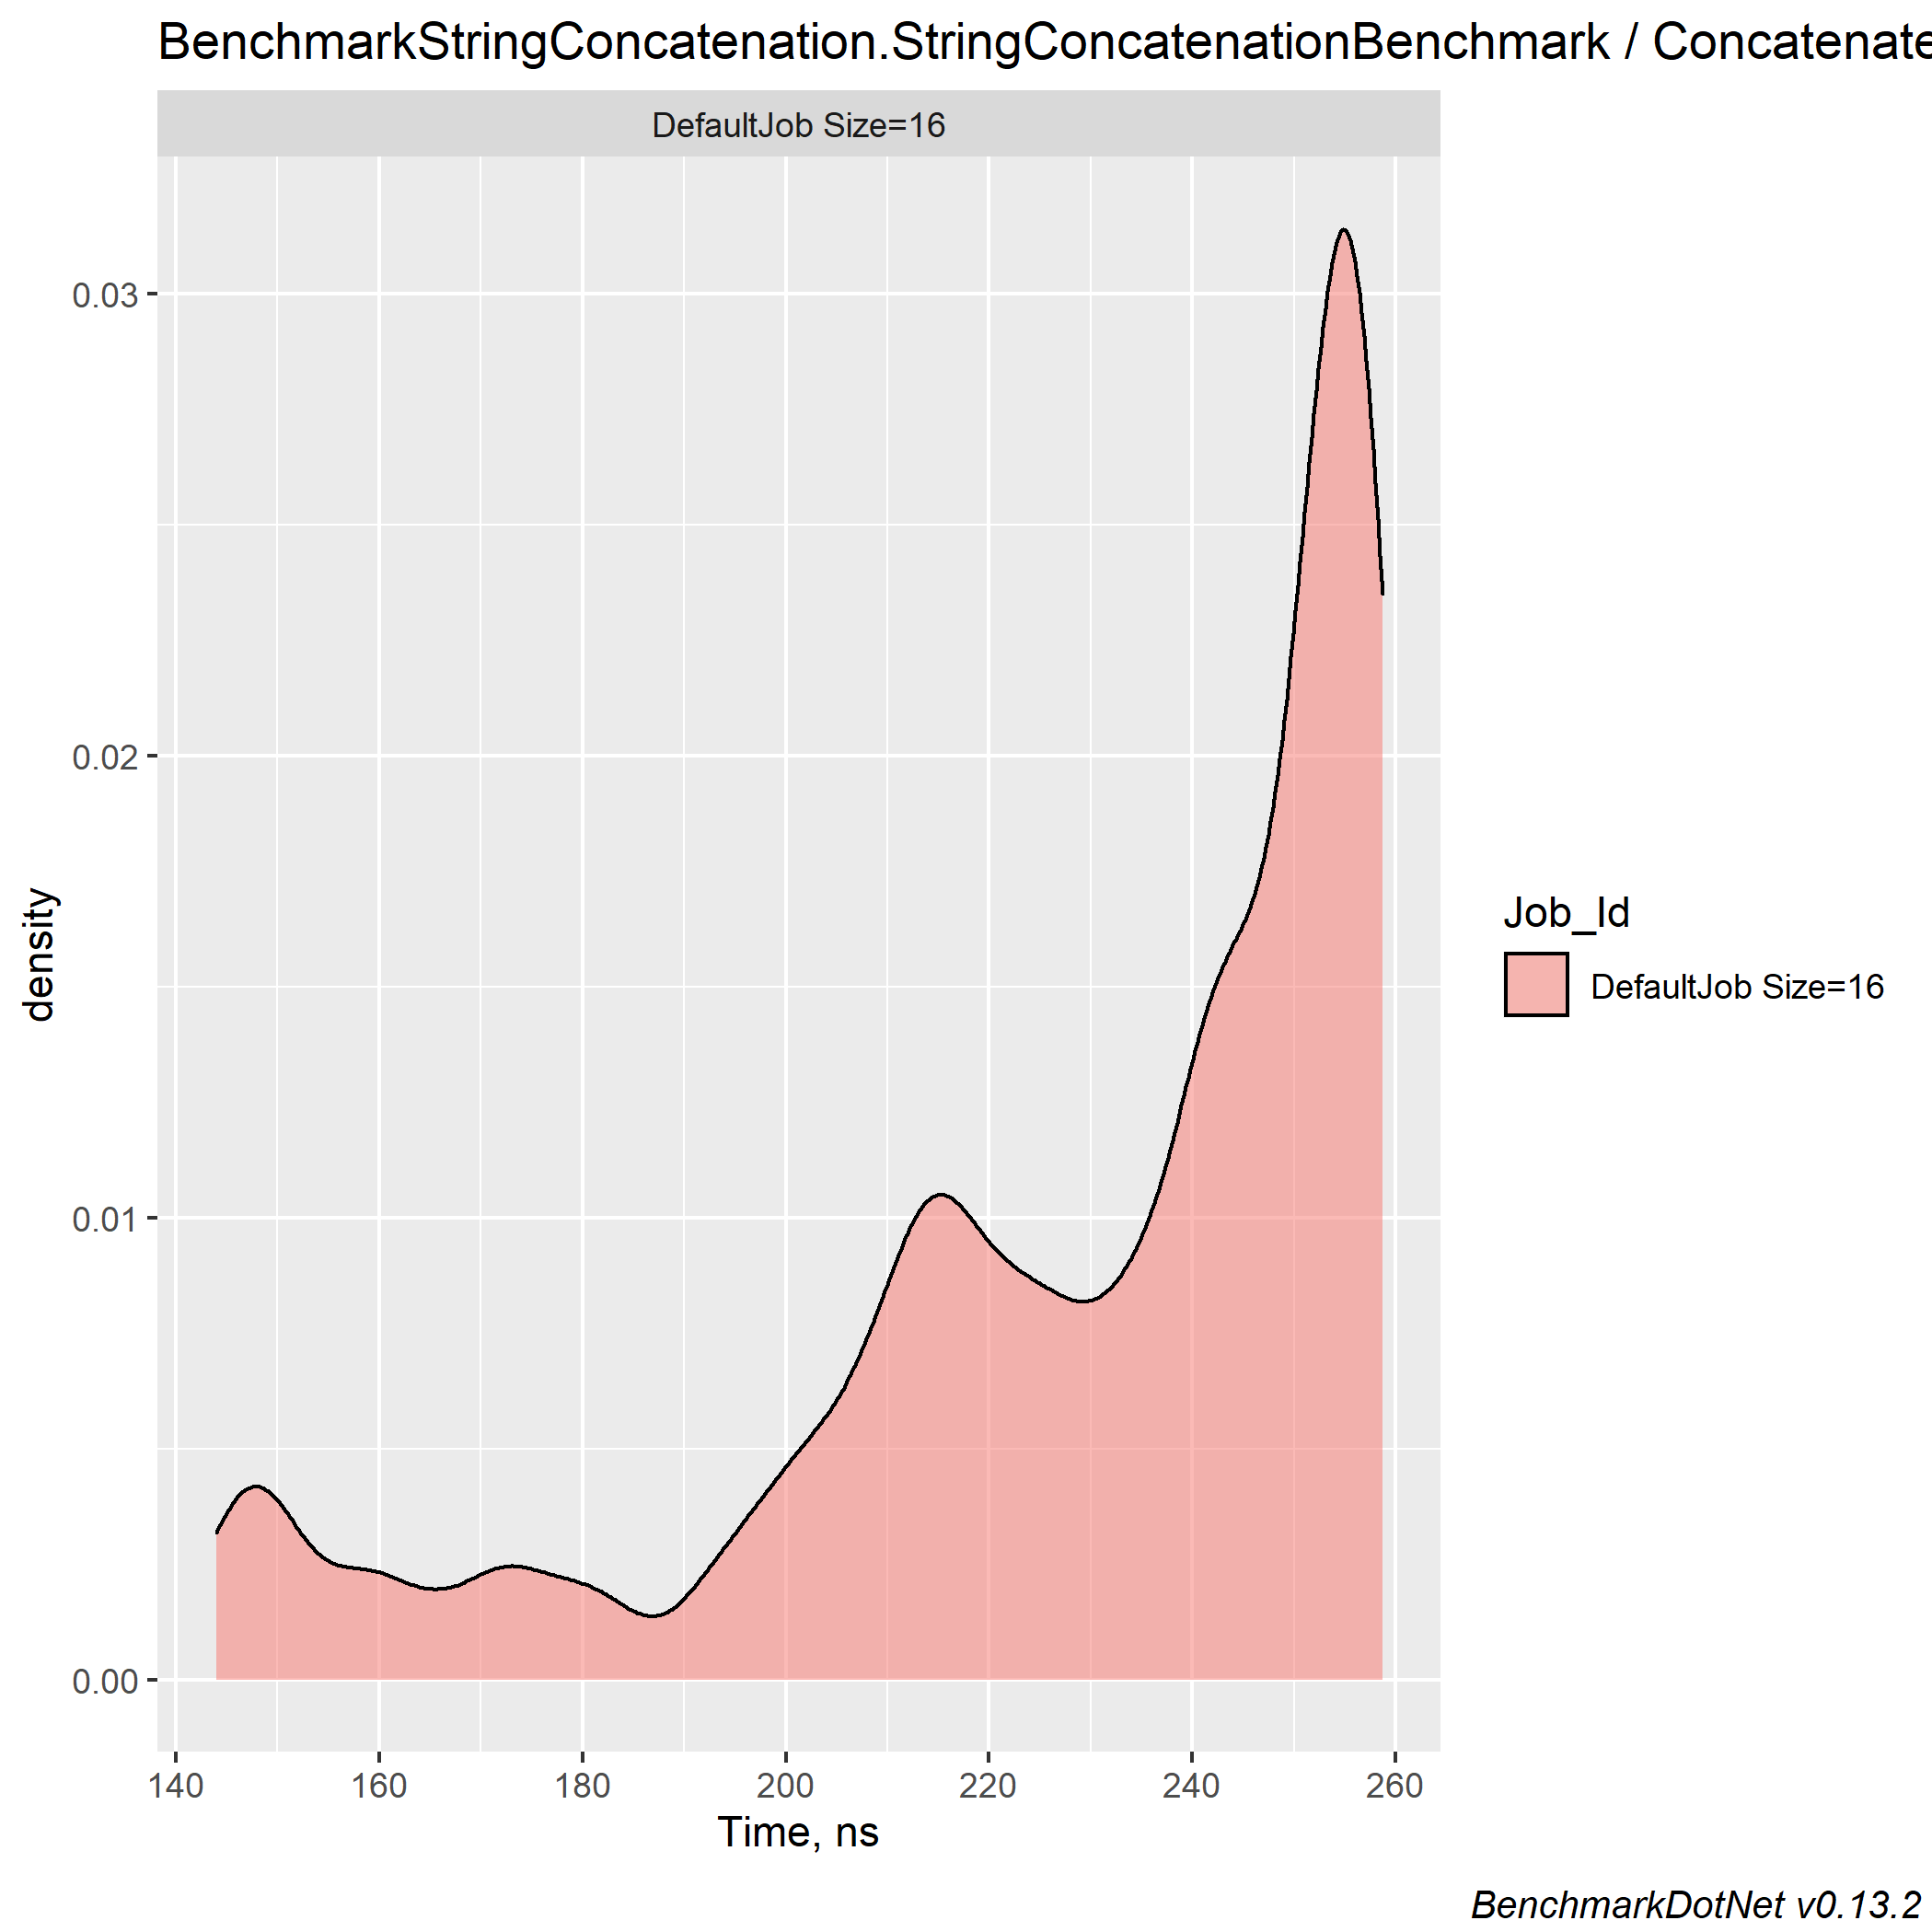 BenchmarkStringConcatenation.StringConcatenationBenchmark / Concatenate
DefaultJob Size=16
0.03
0.02
0.01
0.00
density
140 160 180 200 220 240 260
Time, ns
Job_Id
DefaultJob Size=16
BenchmarkDotNet v0.13.2